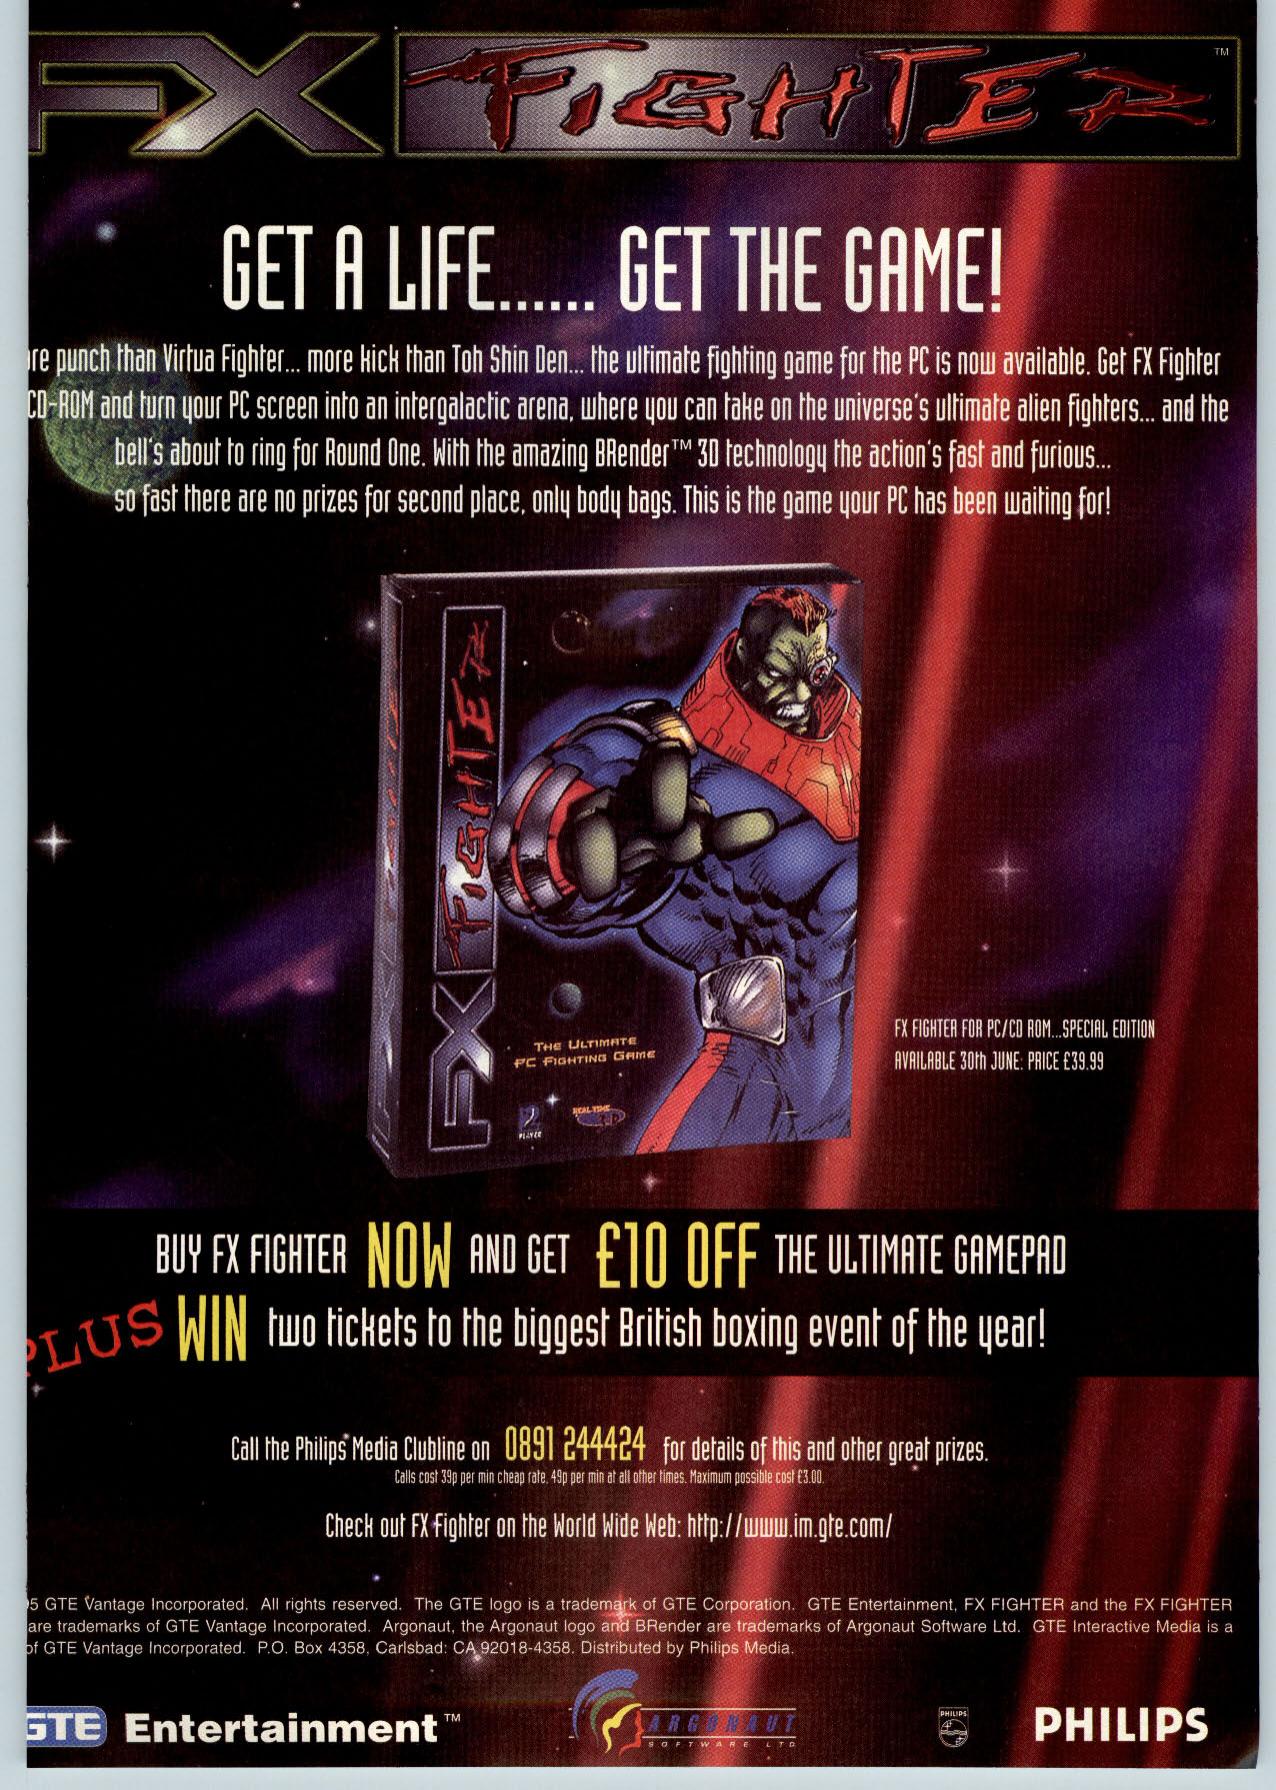 FX FIGHTER™
GET A LIFE...... GET THE GAME!
punch than Virtua Fighter... more kick than Toh Shin Den... the ultimate fighting game for the PC is now available. Get FX Fighter
CD-ROM and turn your PC screen into an intergalactic arena, where you can take on the universe's ultimate alien fighters... and the
bell's about to ring for Round One. With the amazing BRender™ 3D technology the action's fast and furious...
so fast there are no prizes for second place, only body bags. This is the game your PC has been waiting for!
FX FIGHTER
FX FIGHTER
THE ULTIMATE
PC FIGHTING GAME
2 PLAYER
REAL TIME 3D
FX FIGHTER FOR PC/CD ROM...SPECIAL EDITION
AVAILABLE 30th JUNE: PRICE £39.99
BUY FX FIGHTER NOW AND GET £10 OFF THE ULTIMATE GAMEPAD
PLUS WIN two tickets to the biggest British boxing event of the year!
Call the Philips Media Clubline on 0891 244424 for details of this and other great prizes.
Calls cost 39p per min cheap rate, 49p per min at all other times. Maximum possible cost £3.00.
Check out FX Fighter on the World Wide Web: http://www.im.gte.com/
5 GTE Vantage Incorporated. All rights reserved. The GTE logo is a trademark of GTE Corporation. GTE Entertainment, FX FIGHTER and the FX FIGHTER
are trademarks of GTE Vantage Incorporated. Argonaut, the Argonaut logo and BRender are trademarks of Argonaut Software Ltd. GTE Interactive Media is a
of GTE Vantage Incorporated. P.O. Box 4358, Carlsbad: CA 92018-4358. Distributed by Philips Media.
GTE Entertainment™
ARGONAUT
SOFTWARE LTD
PHILIPS
PHILIPS